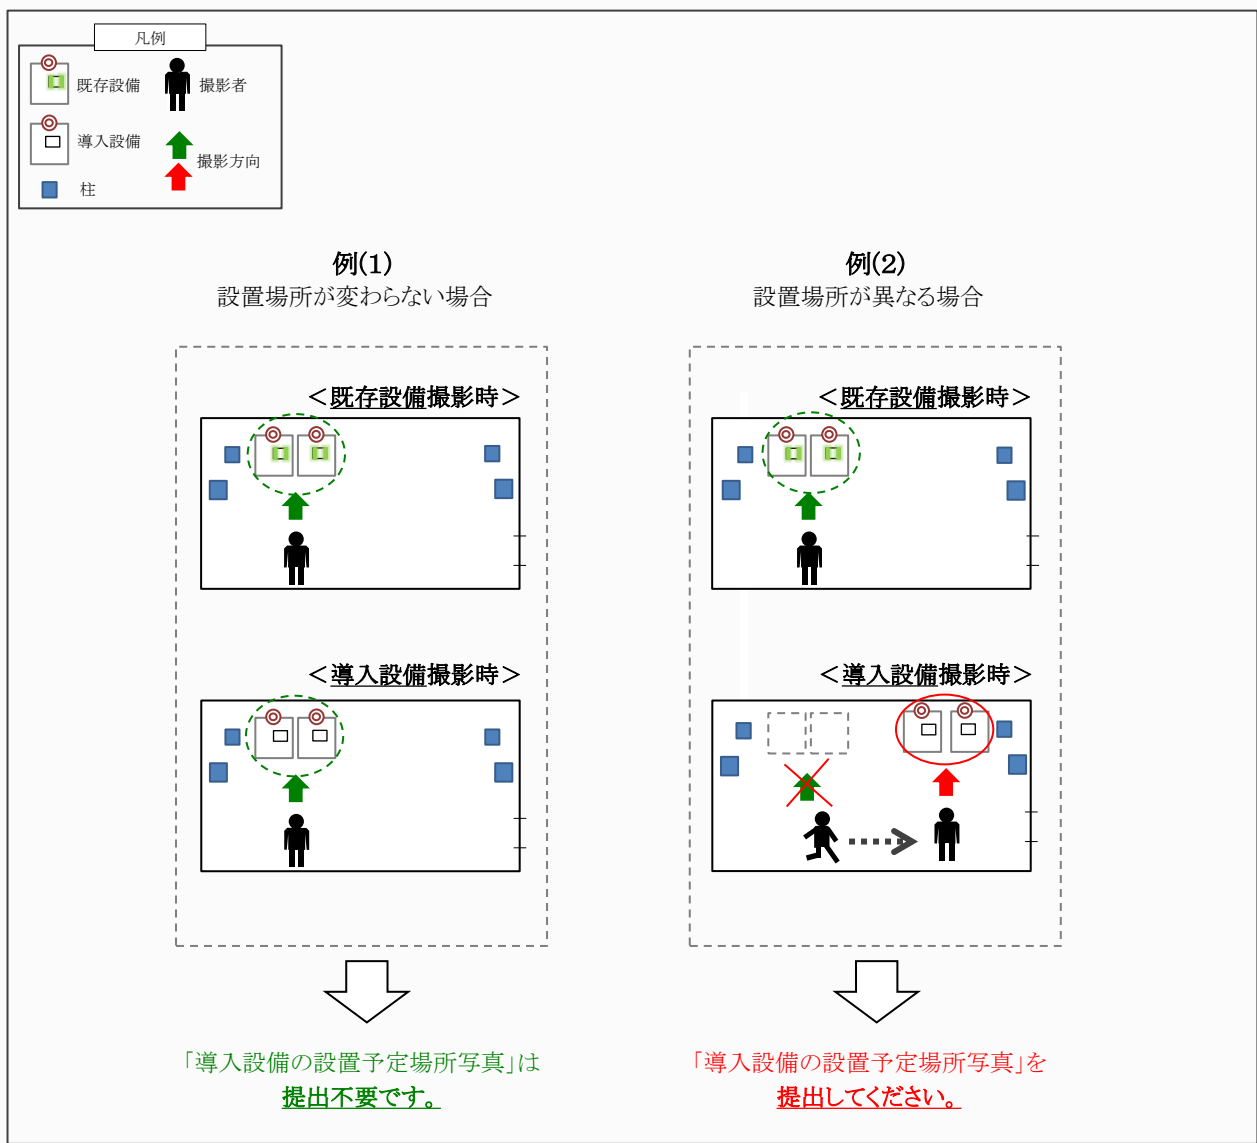 凡例
既存設備
撮影者
導入設備
撮影方向
柱
例(1)
設置場所が変わらない場合
＜既存設備撮影時＞
＜導入設備撮影時＞
「導入設備の設置予定場所写真」は
提出不要です。
例(2)
設置場所が異なる場合
＜既存設備撮影時＞
＜導入設備撮影時＞
「導入設備の設置予定場所写真」を
提出してください。